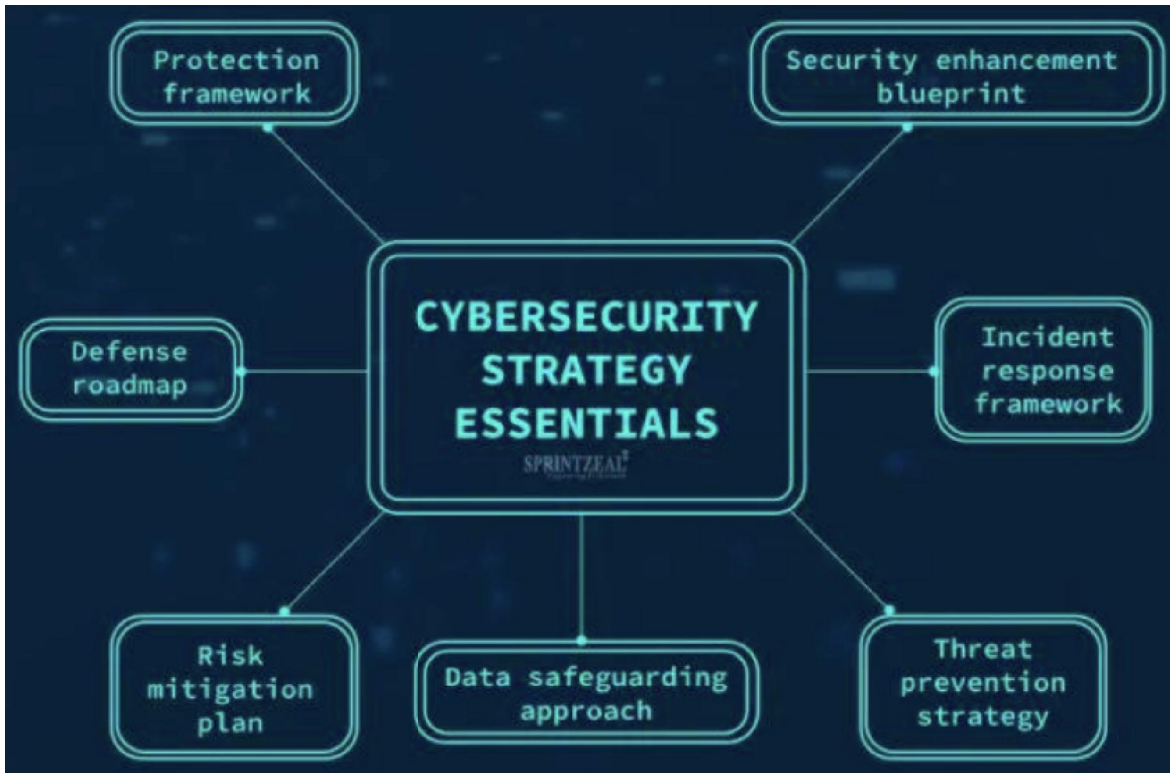 Protection
framework
Security enhancement
blueprint
CYBERSECURITY
STRATEGY
ESSENTIALS
SPRINTZEAL
Defense
roadmap
Incident
response
framework
Risk
mitigation
plan
Data safeguarding
approach
Threat
prevention
strategy